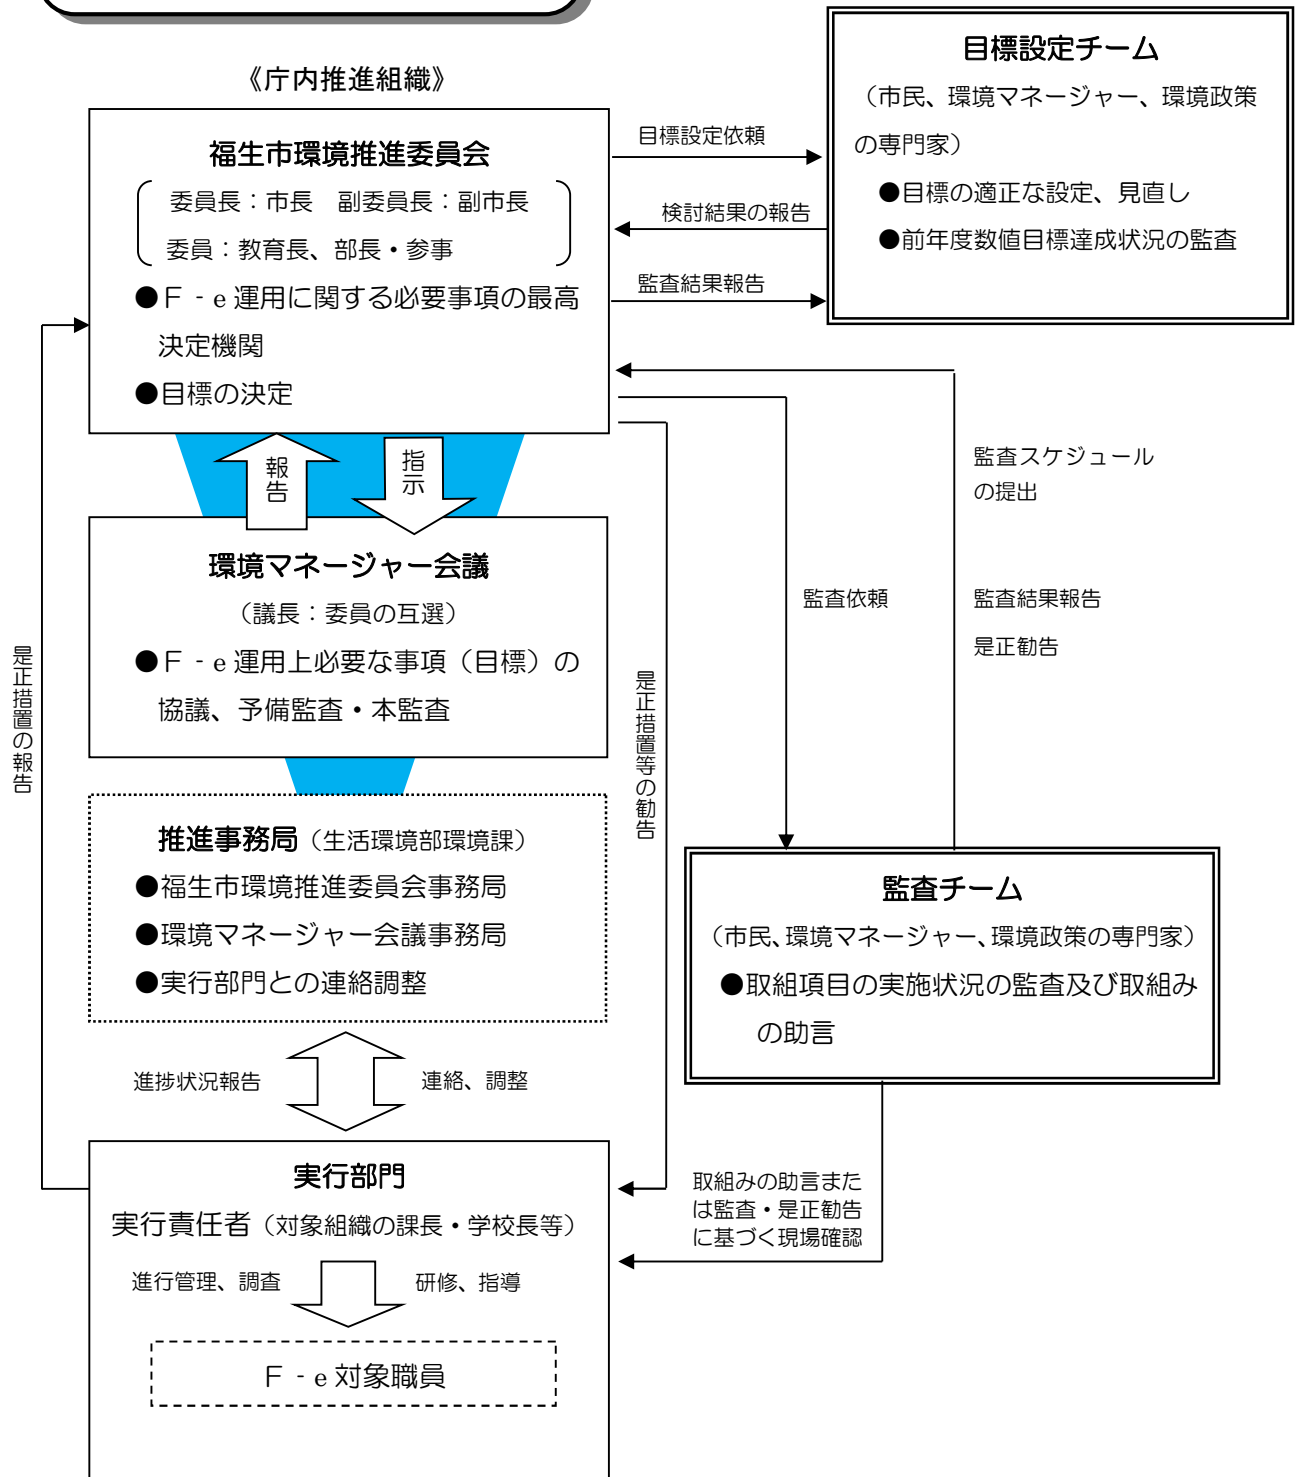 《庁内推進組織》
福生市環境推進委員会
委員長：市長　副委員長：副市長
委員：教育長、部長・参事
●Ｆ‐e 運用に関する必要事項の最高
決定機関
●目標の決定
目標設定依頼
検討結果の報告
監査結果報告
目標設定チーム
（市民、環境マネージャー、環境政策
の専門家）
●目標の適正な設定、見直し
●前年度数値目標達成状況の監査
報告
指示
環境マネージャー会議
（議長：委員の互選）
●Ｆ‐e 運用上必要な事項（目標）の
協議、予備監査・本監査
是正措置の報告
是正措置等の勧告
監査依頼
監査スケジュール
の提出
監査結果報告
是正勧告
推進事務局（生活環境部環境課）
●福生市環境推進委員会事務局
●環境マネージャー会議事務局
●実行部門との連絡調整
監査チーム
（市民、環境マネージャー、環境政策の専門家）
●取組項目の実施状況の監査及び取組み
の助言
進捗状況報告
連絡、調整
取組みの助言また
は監査・是正勧告
に基づく現場確認
実行部門
実行責任者（対象組織の課長・学校長等）
進行管理、調査
研修、指導
Ｆ‐e 対象職員